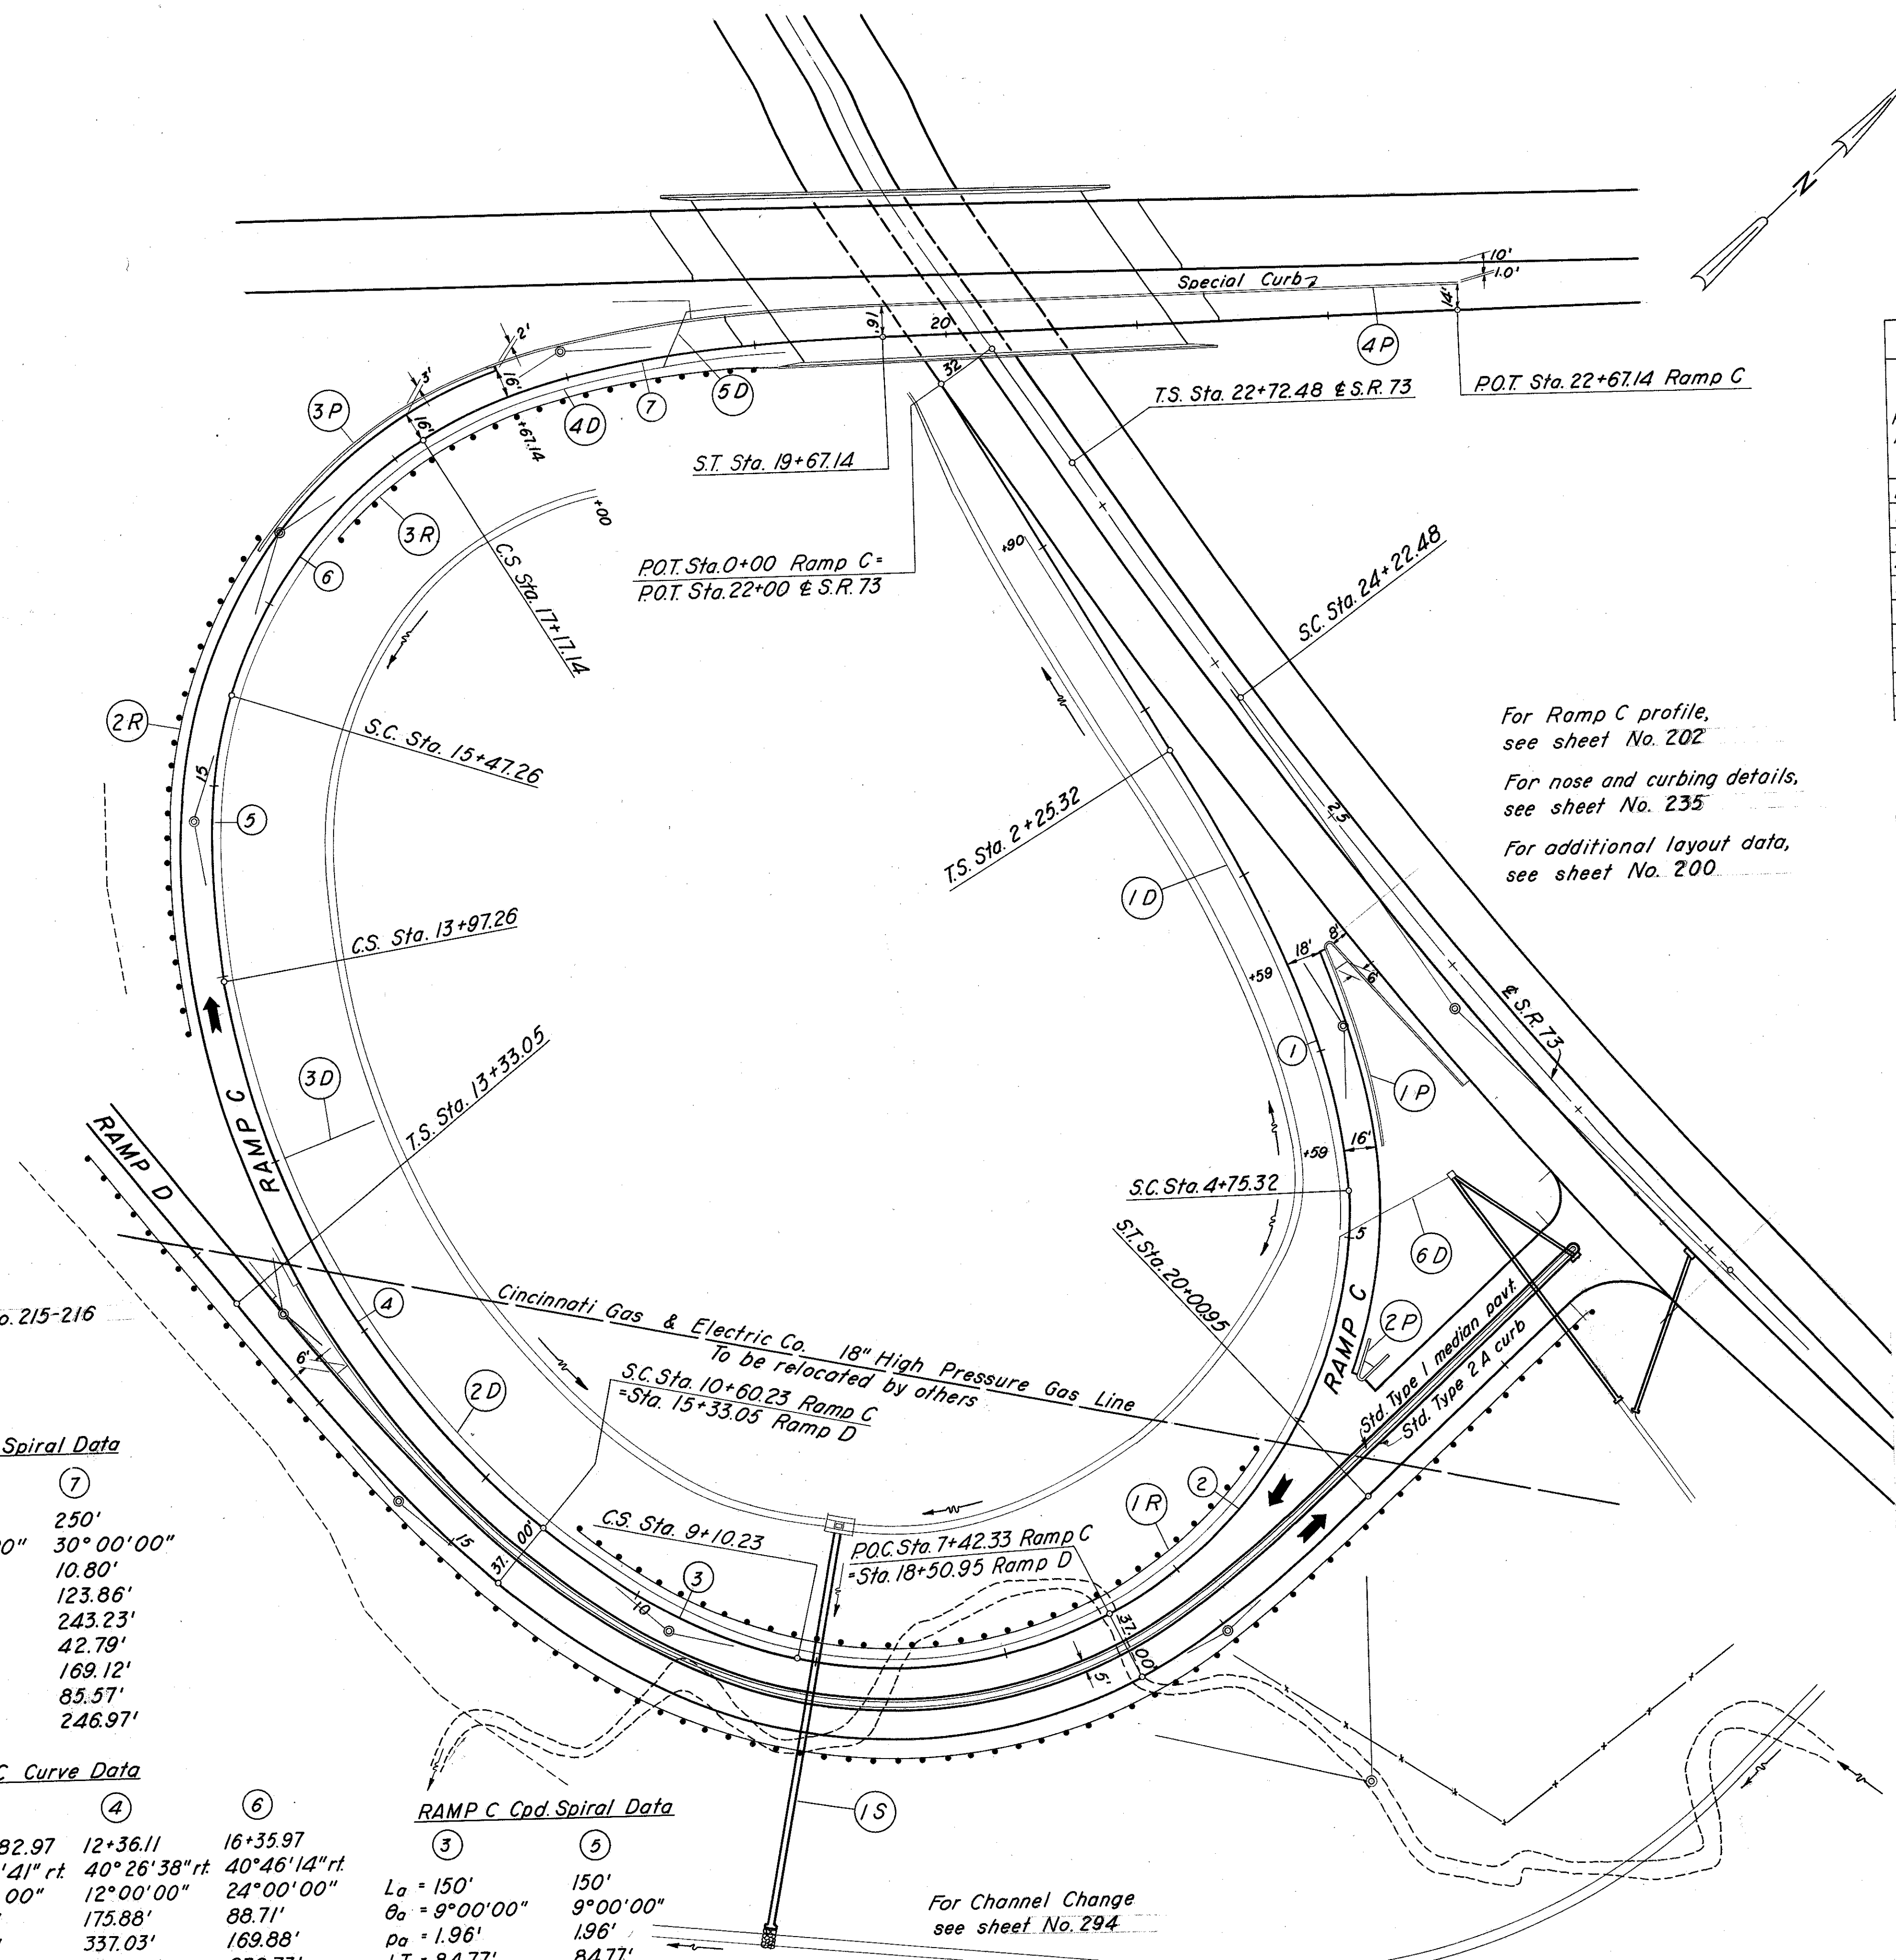 N
10'
1.0'
Special Curb
14'
16'
20
4P
2'
3'
16'
16'
3P
+67.14
4D
7
5D
32
T.S. Sta. 22+72.48 ℄ S.R. 73
P.O.T. Sta. 22+67.14 Ramp C
S.T. Sta. 19+67.14
3R
+00
6
C.S. Sta. 17+17.14
P.O.T. Sta. 0+00 Ramp C =
P.O.T. Sta. 22+00 ℄ S.R. 73
+90
S.C. Sta. 24+22.48
2R
S.C. Sta. 15+47.26
15
5
For Ramp C profile,
see sheet No. 202
For nose and curbing details,
see sheet No. 235
For additional layout data,
see sheet No. 200
25
T.S. Sta. 2+25.32
1D
C.S. Sta. 13+97.26
18'
8'
6'
+59
℄ S.R. 73
1
1P
3D
T.S. Sta. 13+33.05
RAMP C
RAMP D
16'
+59
S.C. Sta. 4+75.32
5
6D
S.T. Sta. 20+00.95
4
Cincinnati Gas & Electric Co. 18" High Pressure Gas Line
To be relocated by others
RAMP C
2P
Std. Type 1 median pavt.
Std. Type 2A curb
6'
o. 215-216
2D
S.C. Sta. 10+60.23 Ramp C
=Sta. 15+33.05 Ramp D
15
37.00'
C.S. Sta. 9+10.23
1R
2
P.O.C. Sta. 7+42.33 Ramp C
=Sta. 18+50.95 Ramp D
3
10
37.00'
5'
1S
Spiral Data
7
250'
0" 30°00'00"
10.80'
123.86'
243.23'
42.79'
169.12'
85.57'
246.97'
C Curve Data
4 6
82.97 12+36.11 16+35.97
'41" rt. 40°26'38" rt. 40°46'14" rt.
00" 12°00'00" 24°00'00"
175.88' 88.71'
337.03' 169.88'
RAMP C Cpd. Spiral Data
3 5
La = 150' 150'
θa = 9°00'00" 9°00'00"
pa = 1.96' 1.96'
LT = 84.77' 84.77'
For Channel Change
see sheet No. 294